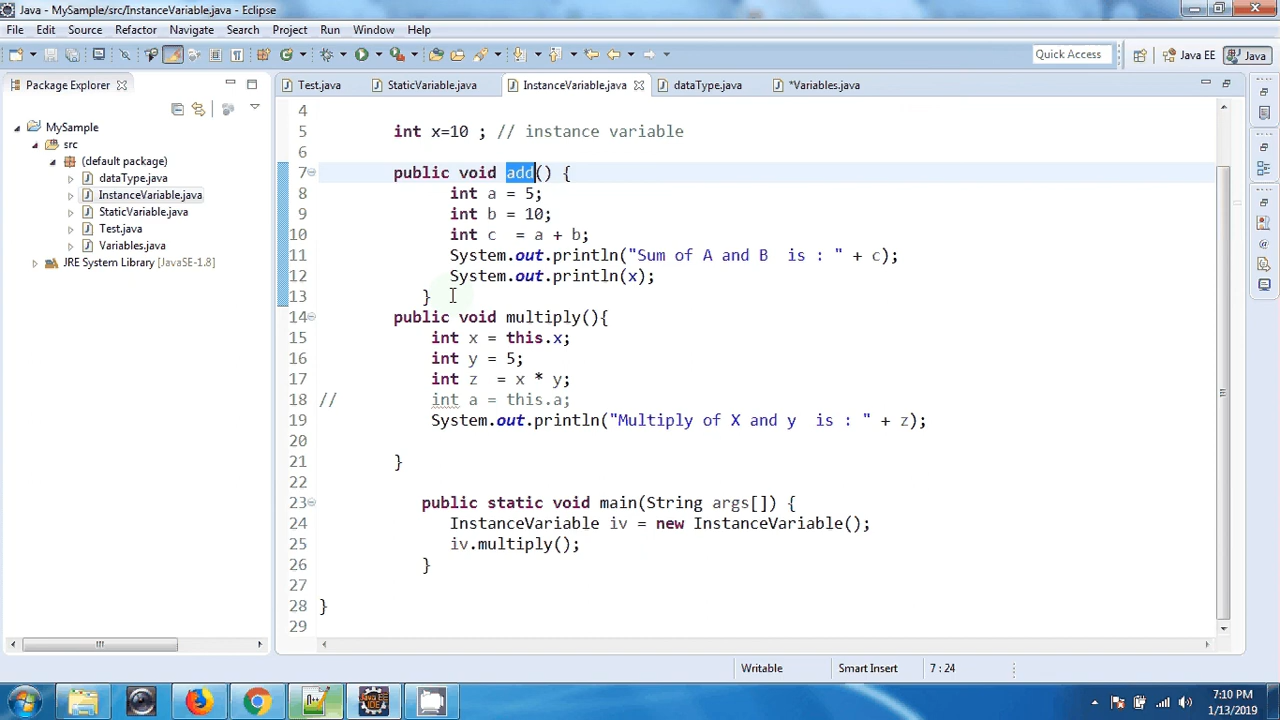 Java - MySample/src/InstanceVariable.java - Eclipse
File Edit Source Refactor Navigate Search Project Run Window Help
Quick Access Java EE Java
Package Explorer
Test.java StaticVariable.java InstanceVariable.java dataType.java *Variables.java
MySample
src
(default package)
dataType.java
InstanceVariable.java
StaticVariable.java
Test.java
Variables.java
JRE System Library [JavaSE-1.8]
4
5 int x=10 ; // instance variable
6
7 public void add() {
8 int a = 5;
9 int b = 10;
10 int c  = a + b;
11 System.out.println("Sum of A and B  is : " + c);
12 System.out.println(x);
13 }
14 public void multiply(){
15 int x = this.x;
16 int y = 5;
17 int z  = x * y;
18 // int a = this.a;
19 System.out.println("Multiply of X and y  is : " + z);
20
21 }
22
23 public static void main(String args[]) {
24 InstanceVariable iv = new InstanceVariable();
25 iv.multiply();
26 }
27
28 }
29
Writable Smart Insert 7 : 24
7:10 PM
1/13/2019